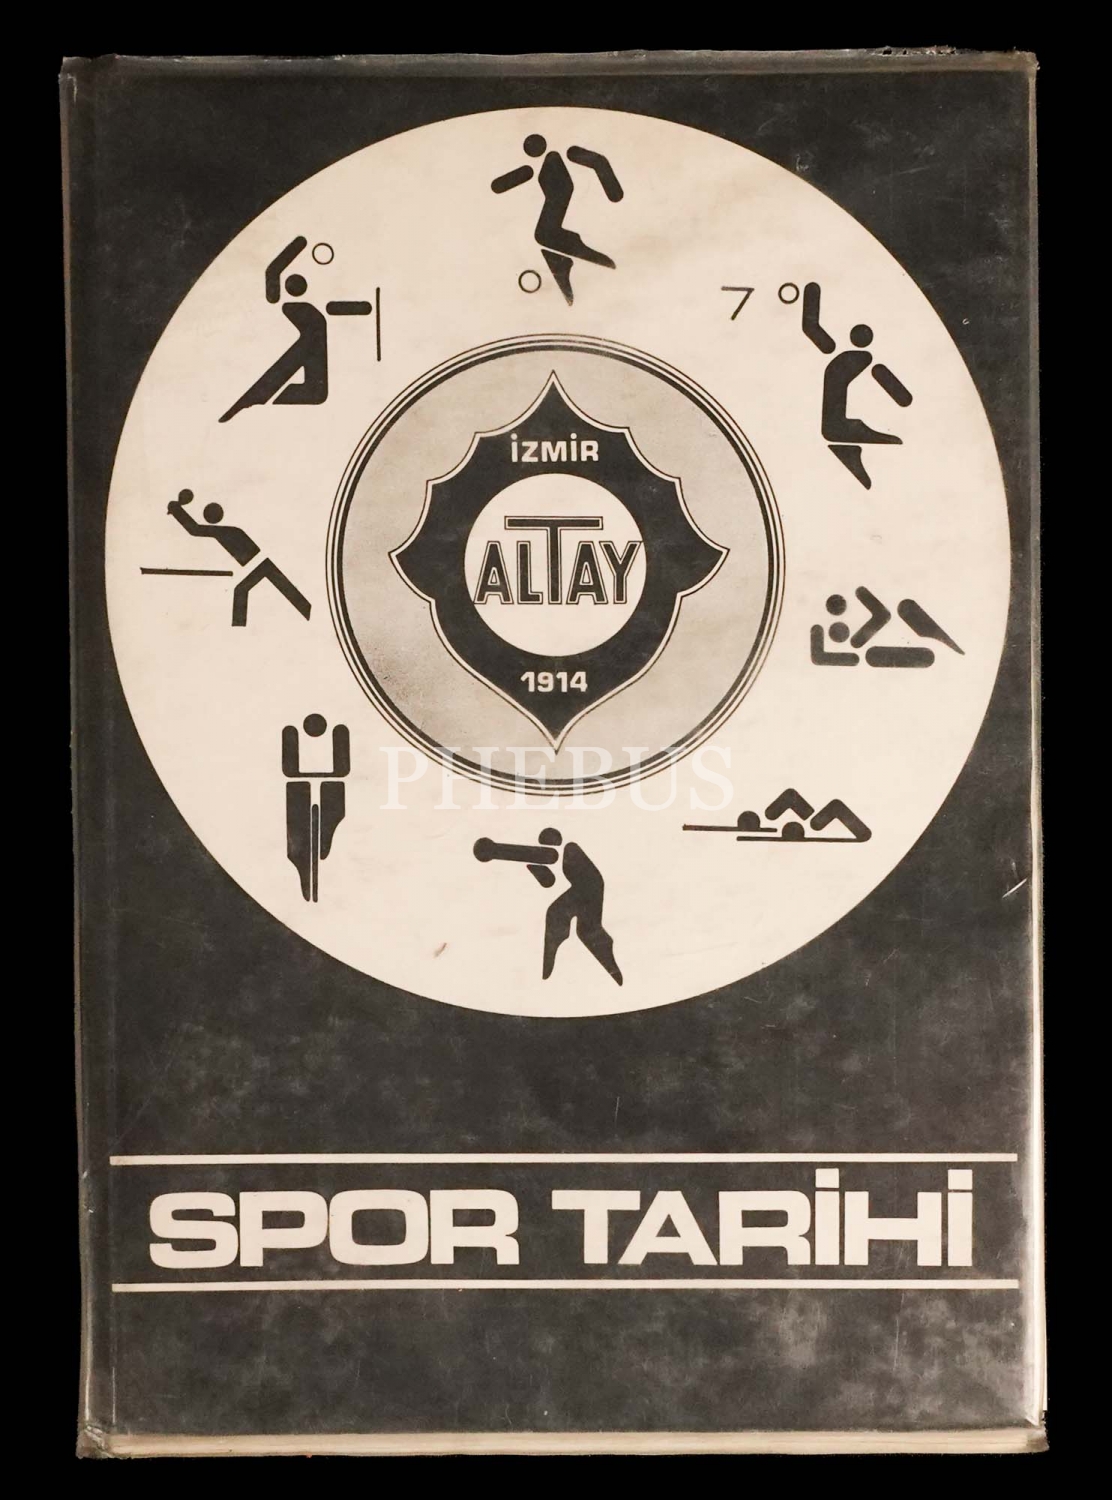 İZMİR
ALTAY
1914
PHEBUS
SPOR TARİHİ